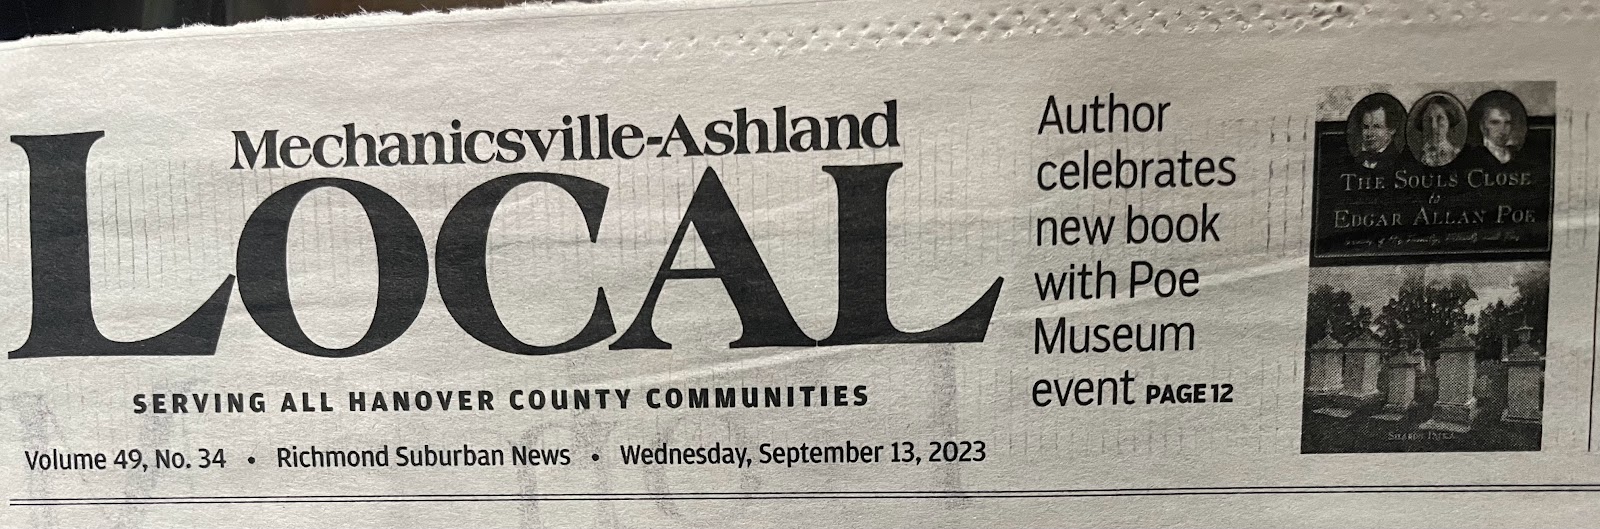 Mechanicsville-Ashland
LOCAL
SERVING ALL HANOVER COUNTY COMMUNITIES
Volume 49, No. 34 • Richmond Suburban News • Wednesday, September 13, 2023
Author
celebrates
new book
with Poe
Museum
event PAGE 12
THE SOULS CLOSE
to
EDGAR ALLAN POE